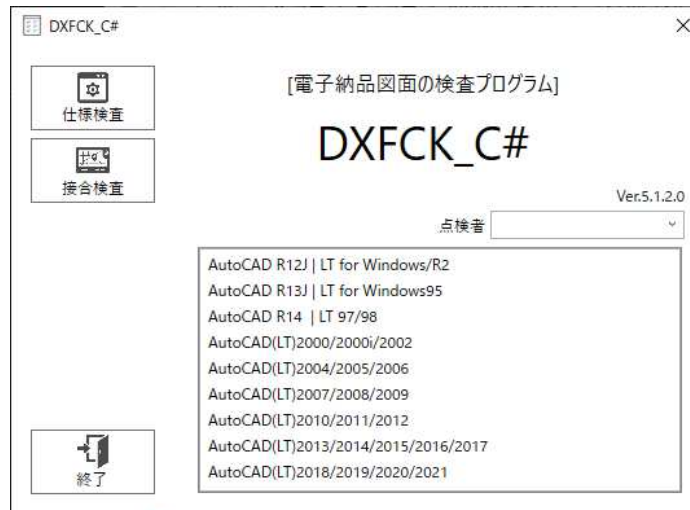 DXFCK_C#
仕様検査
接合検査
終了
[電子納品図面の検査プログラム]
DXFCK_C#
Ver.5.1.2.0
点検者
AutoCAD R12J | LT for Windows/R2
AutoCAD R13J | LT for Windows95
AutoCAD R14 | LT 97/98
AutoCAD(LT)2000/2000i/2002
AutoCAD(LT)2004/2005/2006
AutoCAD(LT)2007/2008/2009
AutoCAD(LT)2010/2011/2012
AutoCAD(LT)2013/2014/2015/2016/2017
AutoCAD(LT)2018/2019/2020/2021